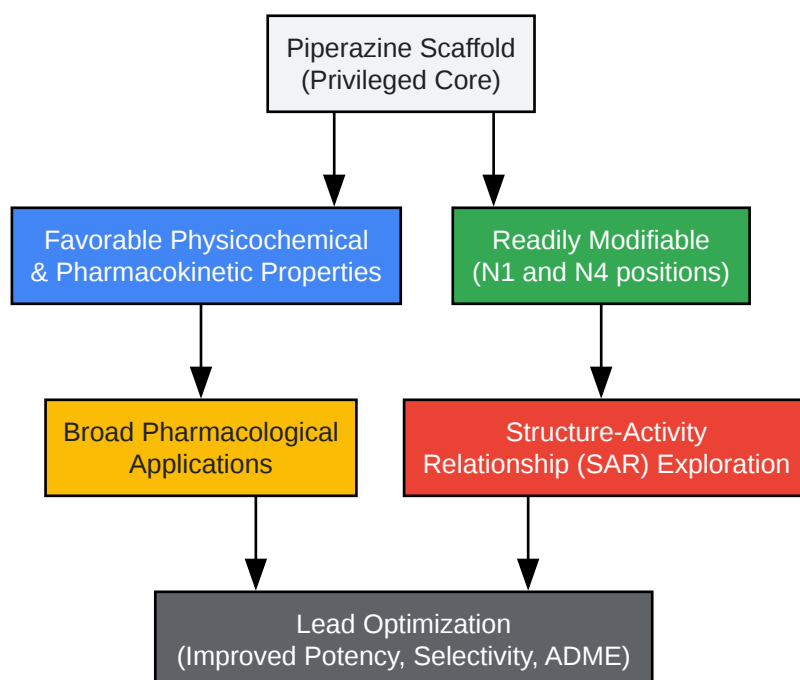 Piperazine Scaffold
(Privileged Core)
Favorable Physicochemical
& Pharmacokinetic Properties
Readily Modifiable
(N1 and N4 positions)
Broad Pharmacological
Applications
Structure-Activity
Relationship (SAR) Exploration
Lead Optimization
(Improved Potency, Selectivity, ADME)